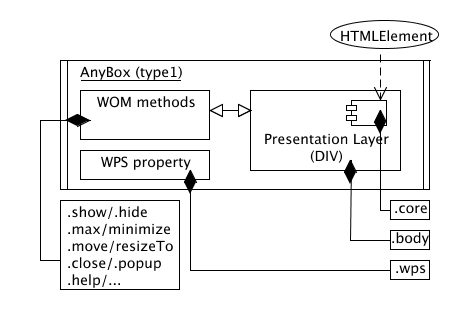 HTMLElement
AnyBox (type1)
WOM methods
Presentation Layer
(DIV)
WPS property
.show/.hide
.max/minimize
.move/resizeTo
.close/.popup
.help/...
.core
.body
.wps